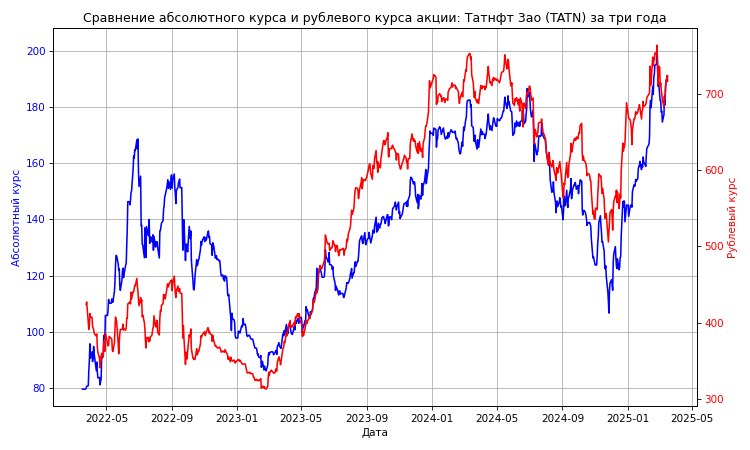 Сравнение абсолютного курса и рублевого курса акции: Татнфт 3ао (TATN) за три года
200
180
160
140
120
100
80
Абсолютный курс
700
600
500
400
300
Рублевый курс
2022-05 2022-09 2023-01 2023-05 2023-09 2024-01 2024-05 2024-09 2025-01 2025-05
Дата